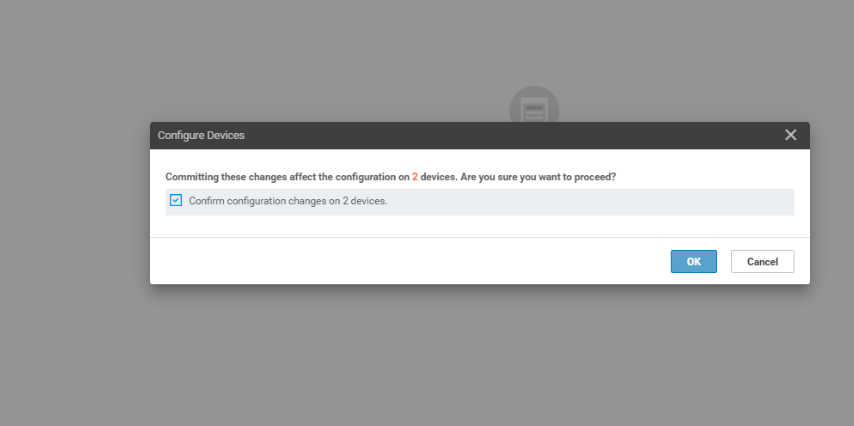 Configure Devices
Committing these changes affect the configuration on 2 devices. Are you sure you want to proceed?
Confirm configuration changes on 2 devices.
OK
Cancel